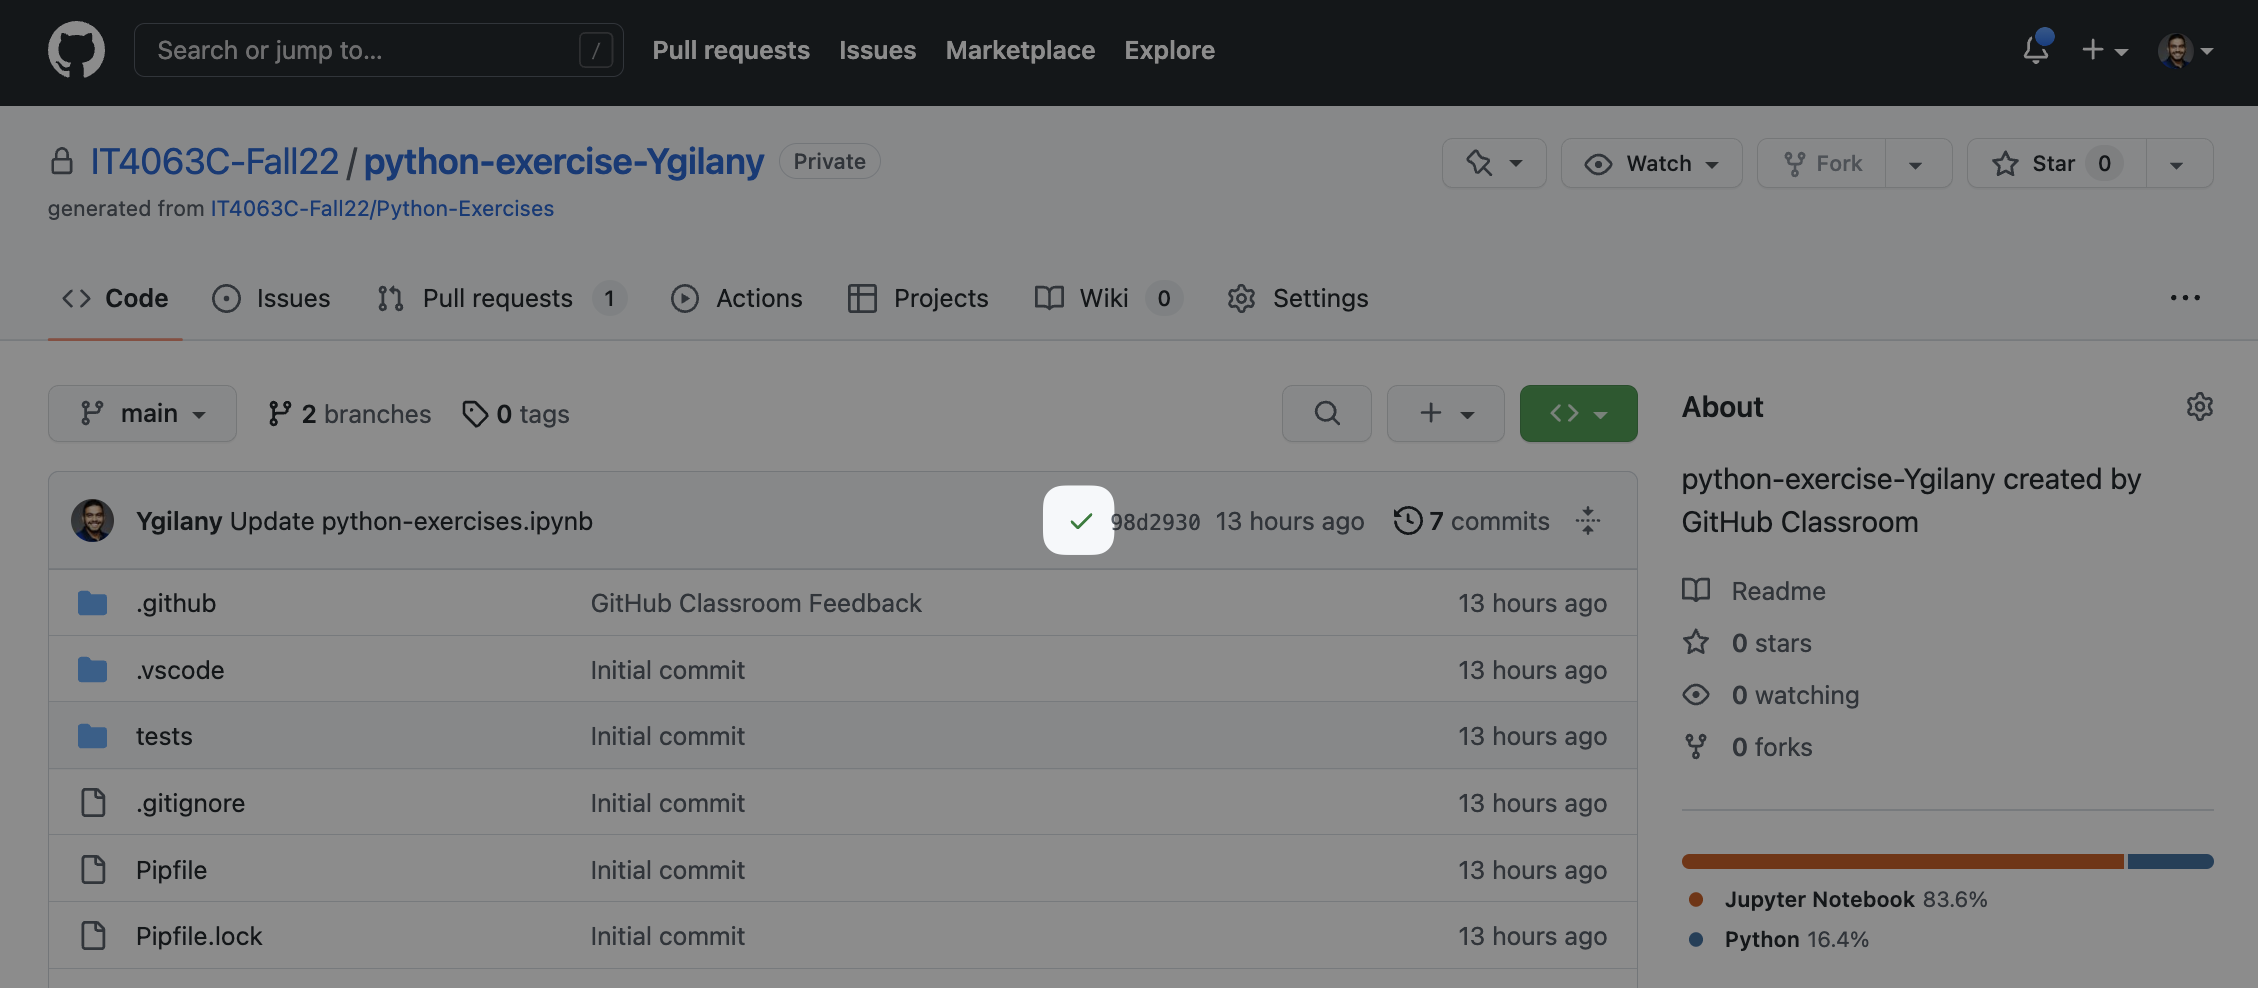 Search or jump to... / Pull requests Issues Marketplace Explore
IT4063C-Fall22 / python-exercise-Ygilany Private Watch Fork Star 0
generated from IT4063C-Fall22/Python-Exercises
Code Issues Pull requests 1 Actions Projects Wiki 0 Settings
main 2 branches 0 tags
About
python-exercise-Ygilany created by
GitHub Classroom
Ygilany Update python-exercises.ipynb 98d2930 13 hours ago 7 commits
.github GitHub Classroom Feedback 13 hours ago
.vscode Initial commit 13 hours ago
tests Initial commit 13 hours ago
.gitignore Initial commit 13 hours ago
Pipfile Initial commit 13 hours ago
Pipfile.lock Initial commit 13 hours ago
Readme
0 stars
0 watching
0 forks
Jupyter Notebook 83.6%
Python 16.4%